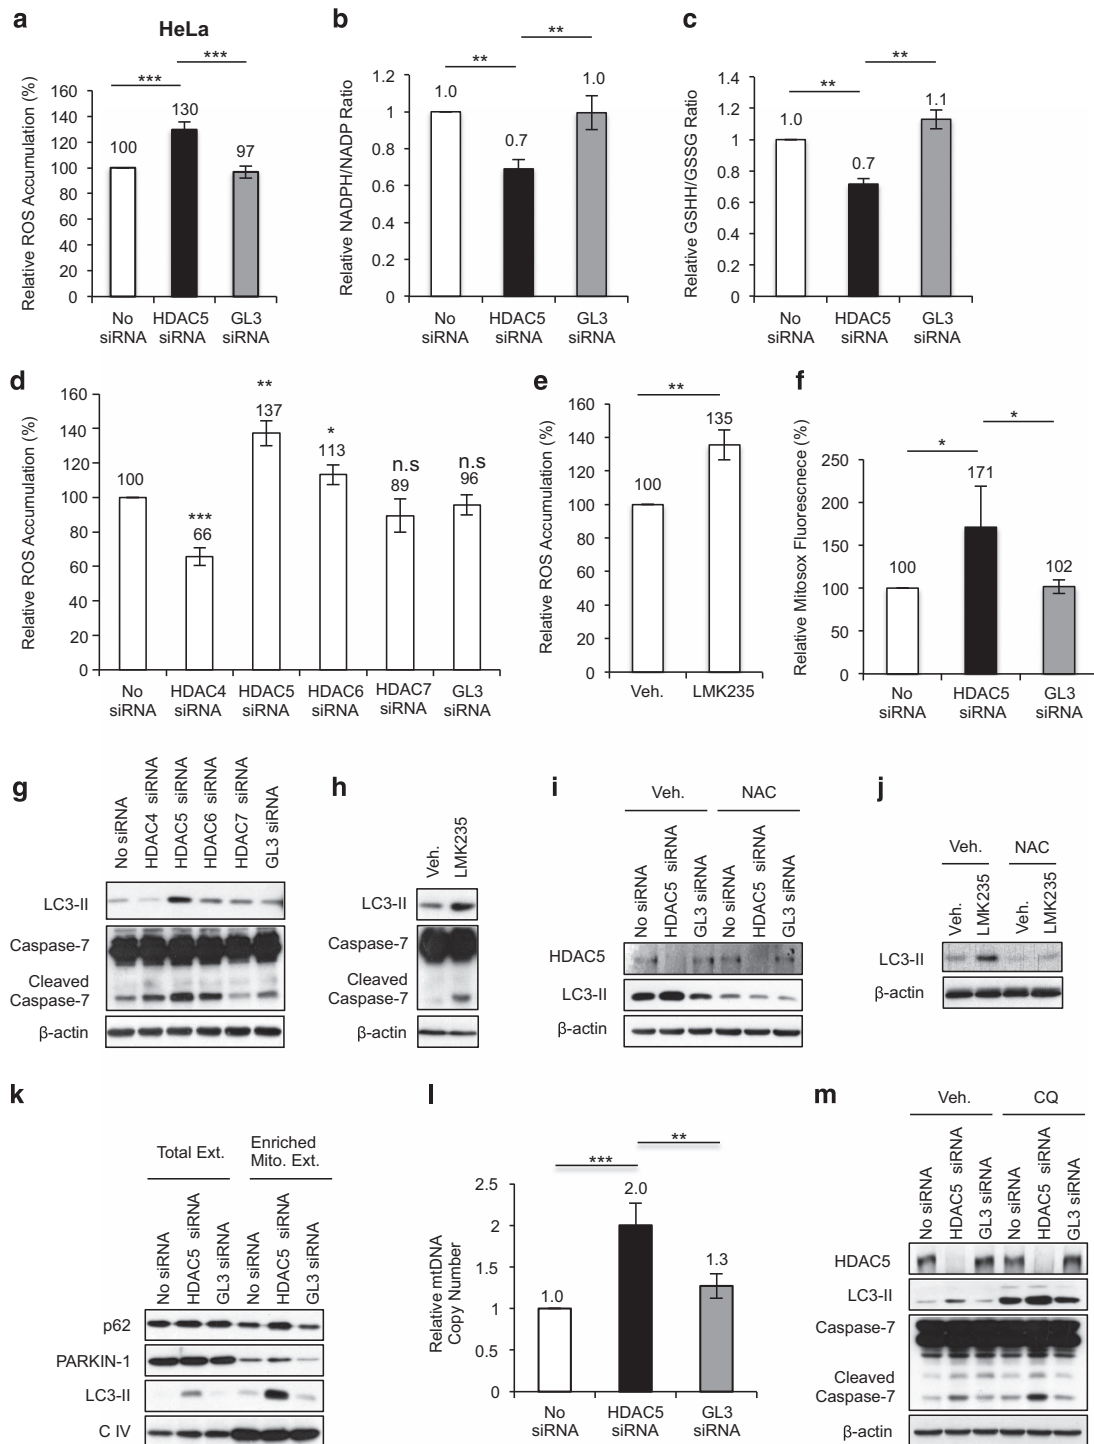 a
HeLa
Relative ROS Accumulation (%)
160
140
120
100
80
60
40
20
0
***
***
100
130
97
No siRNA
HDAC5 siRNA
GL3 siRNA
b
Relative NADPH/NADP Ratio
1.2
1
0.8
0.6
0.4
0.2
0
**
**
1.0
0.7
1.0
No siRNA
HDAC5 siRNA
GL3 siRNA
c
Relative GSHH/GSSG Ratio
1.4
1.2
1
0.8
0.6
0.4
0.2
0
**
**
1.0
0.7
1.1
No siRNA
HDAC5 siRNA
GL3 siRNA
d
Relative ROS Accumulation (%)
160
140
120
100
80
60
40
20
0
100
***
66
**
137
*
113
n.s
89
n.s
96
No siRNA
HDAC4 siRNA
HDAC5 siRNA
HDAC6 siRNA
HDAC7 siRNA
GL3 siRNA
e
Relative ROS Accumulation (%)
160
140
120
100
80
60
40
20
0
**
100
135
Veh.
LMK235
f
Relative Mitosox Fluorescnece (%)
250
200
150
100
50
0
*
*
100
171
102
No siRNA
HDAC5 siRNA
GL3 siRNA
g
No siRNA
HDAC4 siRNA
HDAC5 siRNA
HDAC6 siRNA
HDAC7 siRNA
GL3 siRNA
LC3-II
Caspase-7
Cleaved
Caspase-7
β-actin
h
Veh.
LMK235
LC3-II
Caspase-7
Cleaved
Caspase-7
β-actin
i
Veh.
NAC
No siRNA
HDAC5 siRNA
GL3 siRNA
No siRNA
HDAC5 siRNA
GL3 siRNA
HDAC5
LC3-II
β-actin
j
Veh.
NAC
Veh.
LMK235
Veh.
LMK235
LC3-II
β-actin
k
Total Ext.
Enriched
Mito. Ext.
No siRNA
HDAC5 siRNA
GL3 siRNA
No siRNA
HDAC5 siRNA
GL3 siRNA
p62
PARKIN-1
LC3-II
C IV
l
Relative mtDNA
Copy Number
2.5
2
1.5
1
0.5
0
***
**
1.0
2.0
1.3
No siRNA
HDAC5 siRNA
GL3 siRNA
m
Veh.
CQ
No siRNA
HDAC5 siRNA
GL3 siRNA
No siRNA
HDAC5 siRNA
GL3 siRNA
HDAC5
LC3-II
Caspase-7
Cleaved
Caspase-7
β-actin